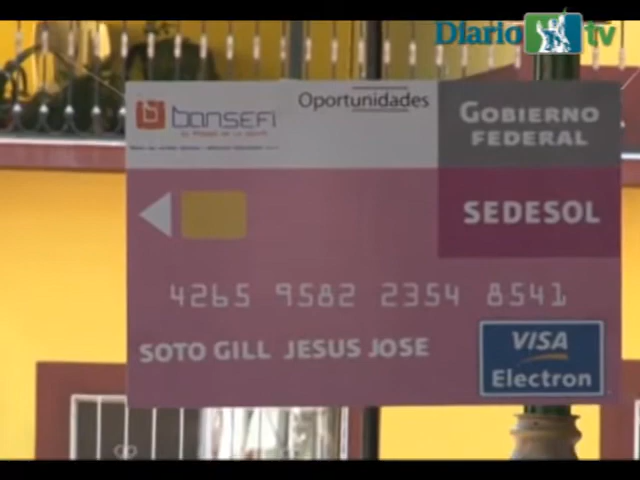 Diario tv
bansefi
Oportunidades
GOBIERNO
FEDERAL
SEDESOL
4265 9582 2354 8541
SOTO GILL JESUS JOSE
VISA
Electron